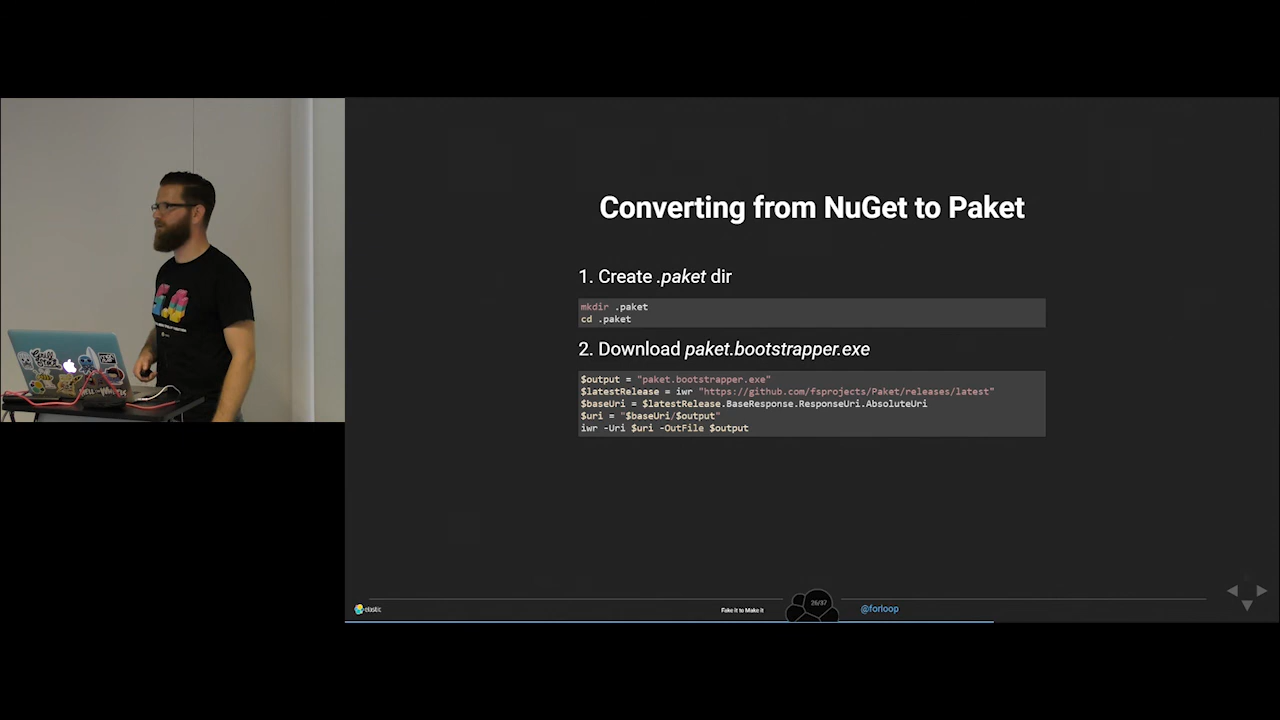 Converting from NuGet to Paket
1. Create .paket dir
mkdir .paket
cd .paket
2. Download paket.bootstrapper.exe
$output = "paket.bootstrapper.exe"
$latestRelease = iwr "https://github.com/fsprojects/Paket/releases/latest"
$baseUri = $latestRelease.BaseResponse.ResponseUri.AbsoluteUri
$uri = "$baseUri/$output"
iwr -Uri $uri -OutFile $output
elastic
Fake it to Make it
26/37
@forloop